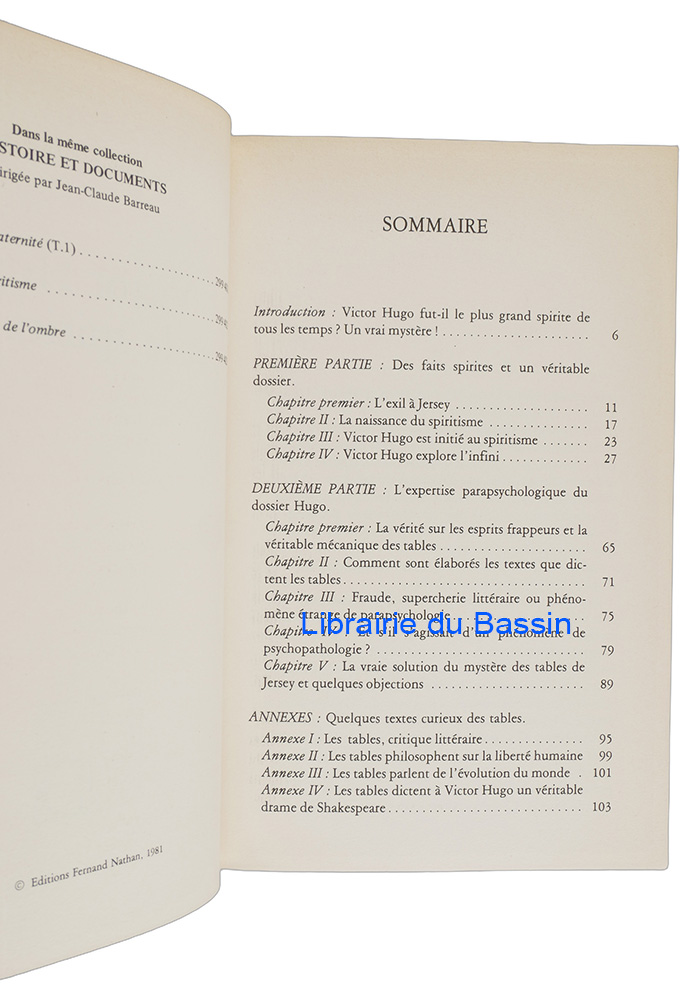 Dans la même collection
STOIRE ET DOCUMENTS
irigée par Jean-Claude Barreau
aternité (T.1)
ritisme
de l'ombre
© Editions Fernand Nathan, 1981
SOMMAIRE
Introduction : Victor Hugo fut-il le plus grand spirite de
tous les temps ? Un vrai mystère ! .................... 6
PREMIÈRE PARTIE : Des faits spirites et un véritable
dossier.
Chapitre premier : L'exil à Jersey .................... 11
Chapitre II : La naissance du spiritisme ............... 17
Chapitre III : Victor Hugo est initié au spiritisme ....... 23
Chapitre IV : Victor Hugo explore l'infini ............. 27
DEUXIÈME PARTIE : L'expertise parapsychologique du
dossier Hugo.
Chapitre premier : La vérité sur les esprits frappeurs et la
véritable mécanique des tables ...................... 65
Chapitre II : Comment sont élaborés les textes que dic-
tent les tables .................................. 71
Chapitre III : Fraude, supercherie littéraire ou phéno-
mène étrange de parapsychologie .................... 75
Librairie du Bassin
Chapitre IV : Et s'il s'agissait d'un phénomène de
psychopathologie ? ............................... 79
Chapitre V : La vraie solution du mystère des tables de
Jersey et quelques objections ...................... 89
ANNEXES : Quelques textes curieux des tables.
Annexe I : Les tables, critique littéraire ............... 95
Annexe II : Les tables philosophent sur la liberté humaine 99
Annexe III : Les tables parlent de l'évolution du monde . 101
Annexe IV : Les tables dictent à Victor Hugo un véritable
drame de Shakespeare ............................. 103